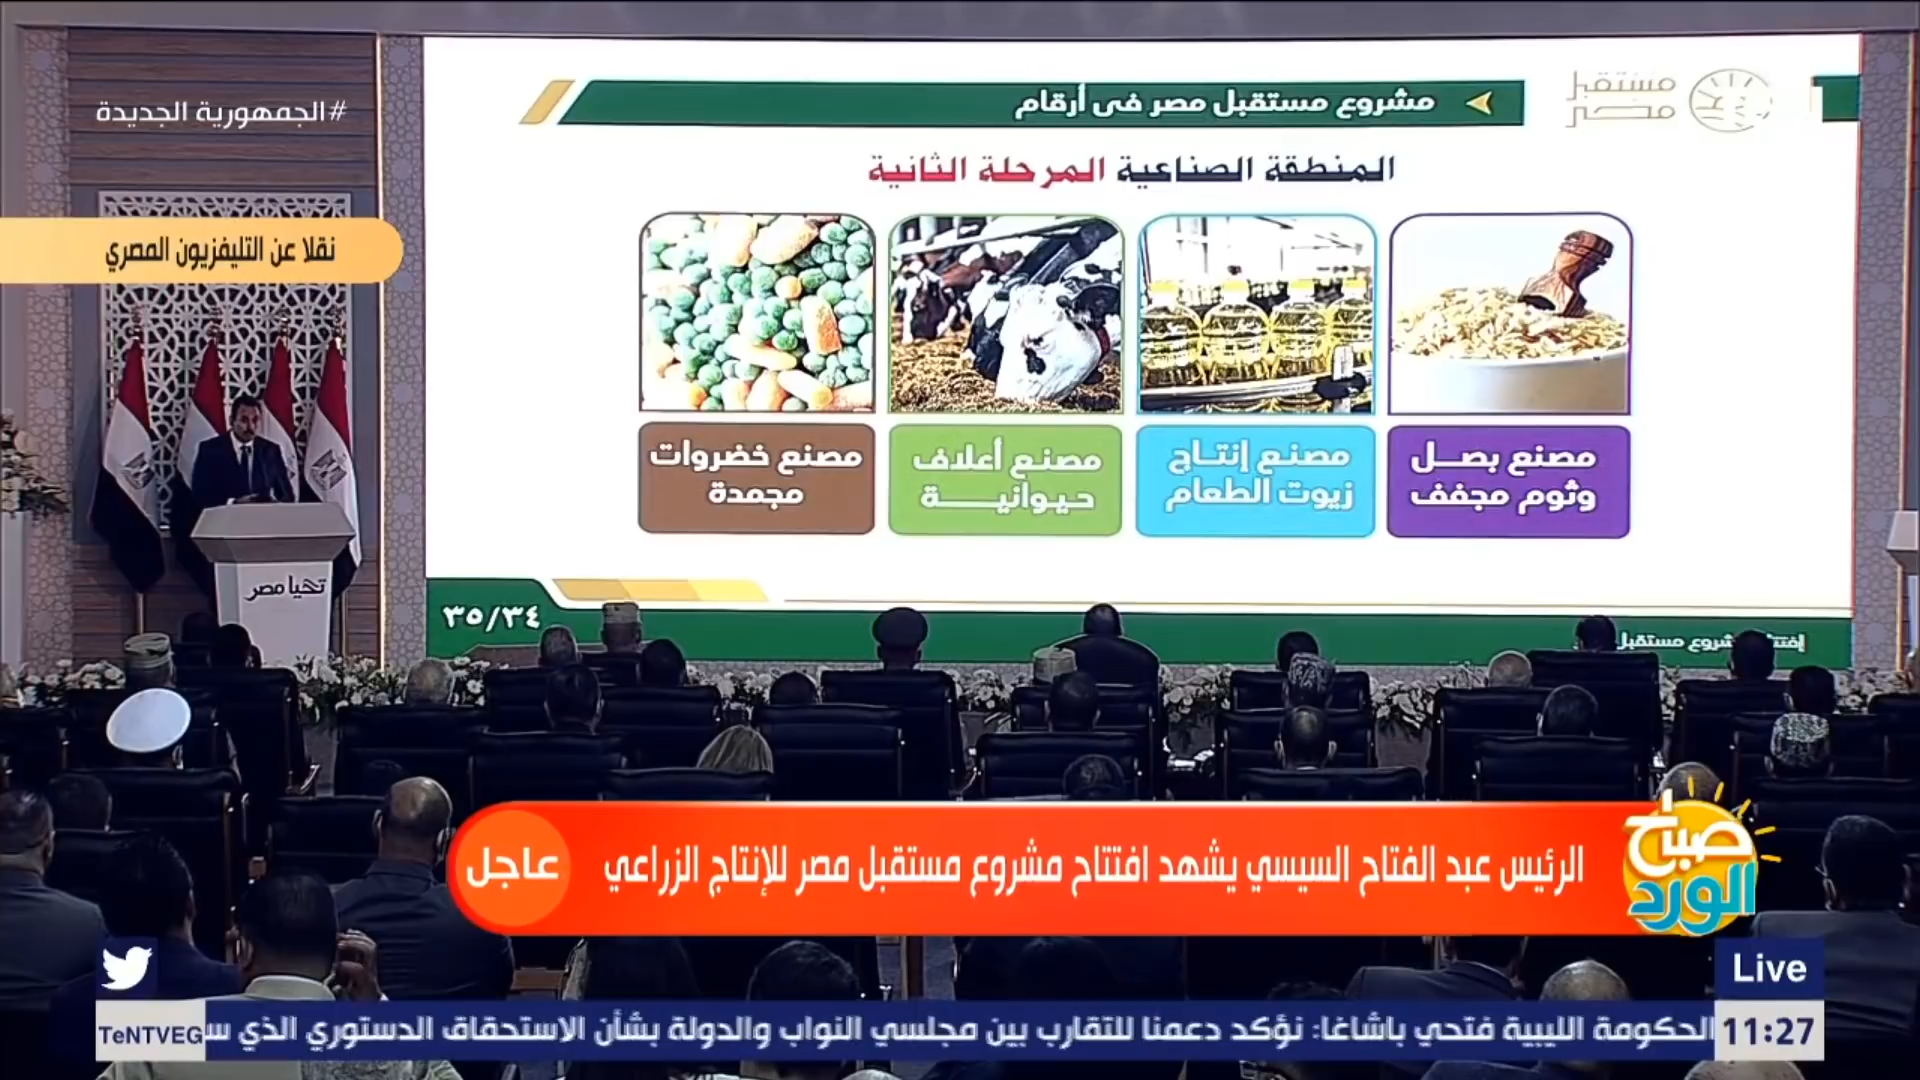 #الجمهورية الجديدة
نقلا عن التليفزيون المصري
مشروع مستقبل مصر فى أرقام
مستقبل
مصر
المنطقة الصناعية المرحلة الثانية
مصنع بصل
وثوم مجفف
مصنع إنتاج
زيوت الطعام
مصنع أعلاف
حيوانية
مصنع خضروات
مجمدة
تحيا مصر
٣٥/٣٤
مشروع مستقبل
صباح
الورد
الرئيس عبد الفتاح السيسي يشهد افتتاح مشروع مستقبل مصر للإنتاج الزراعي
عاجل
Live
11:27
الحكومة الليبية فتحي باشاغا: نؤكد دعمنا للتقارب بين مجلسي النواب والدولة بشأن الاستحقاق الدستوري الذي س
TeNTVEG